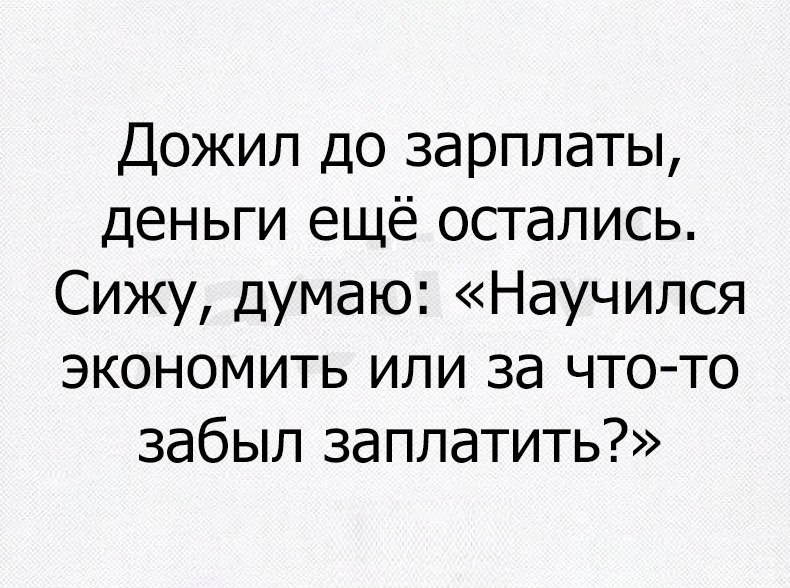 Дожил до зарплаты,
деньги ещё остались.
Сижу, думаю: «Научился
экономить или за что-то
забыл заплатить?»